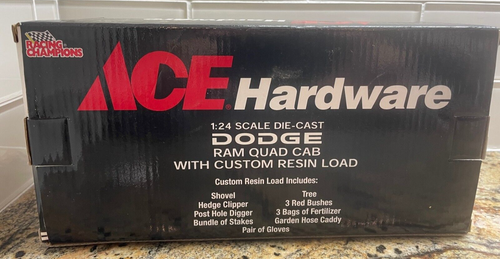 RACING
CHAMPIONS
ACE Hardware
1:24 SCALE DIE-CAST
DODGE
RAM QUAD CAB
WITH CUSTOM RESIN LOAD
Custom Resin Load Includes:
Shovel
Hedge Clipper
Post Hole Digger
Bundle of Stakes
Tree
3 Red Bushes
3 Bags of Fertilizer
Garden Hose Caddy
Pair of Gloves